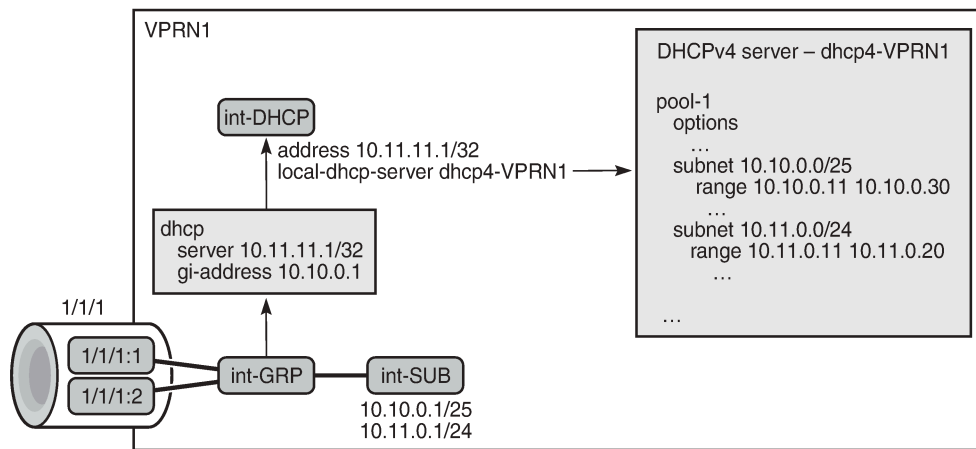 VPRN1
DHCPv4 server – dhcp4-VPRN1
pool-1
options
...
subnet 10.10.0.0/25
range 10.10.0.11 10.10.0.30
...
subnet 10.11.0.0/24
range 10.11.0.11 10.11.0.20
...
...
int-DHCP
address 10.11.11.1/32
local-dhcp-server dhcp4-VPRN1
dhcp
server 10.11.11.1/32
gi-address 10.10.0.1
1/1/1
1/1/1:1
1/1/1:2
int-GRP
int-SUB
10.10.0.1/25
10.11.0.1/24